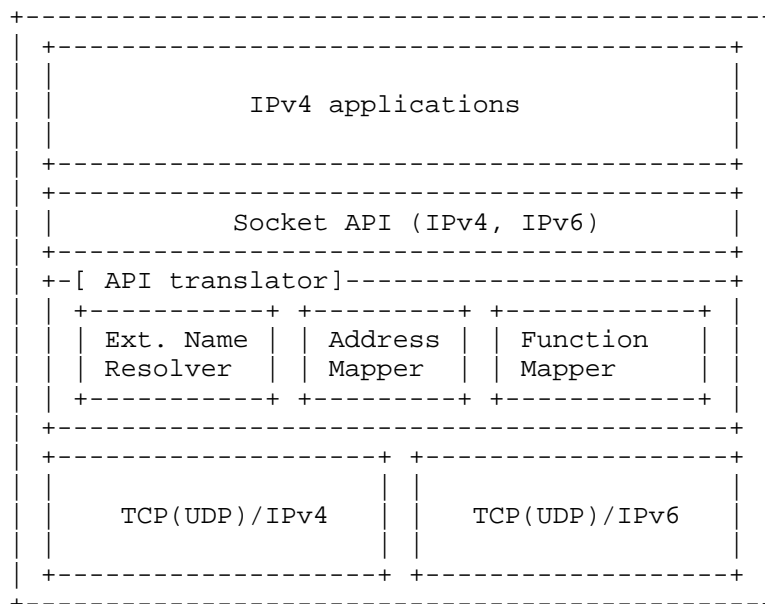 IPv4 applications
Socket API (IPv4, IPv6)
[ API translator]
Ext. Name Address Function
Resolver Mapper Mapper
TCP(UDP)/IPv4 TCP(UDP)/IPv6